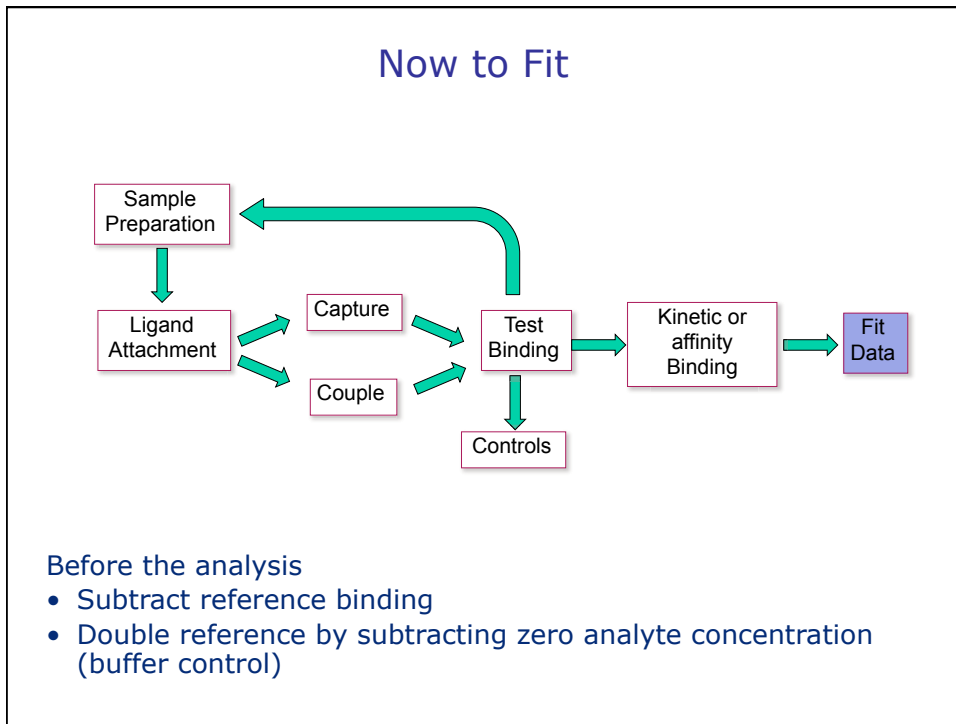 Now to Fit
Sample
Preparation
Ligand
Attachment
Capture
Couple
Test
Binding
Controls
Kinetic or
affinity
Binding
Fit
Data
Before the analysis
• Subtract reference binding
• Double reference by subtracting zero analyte concentration
(buffer control)